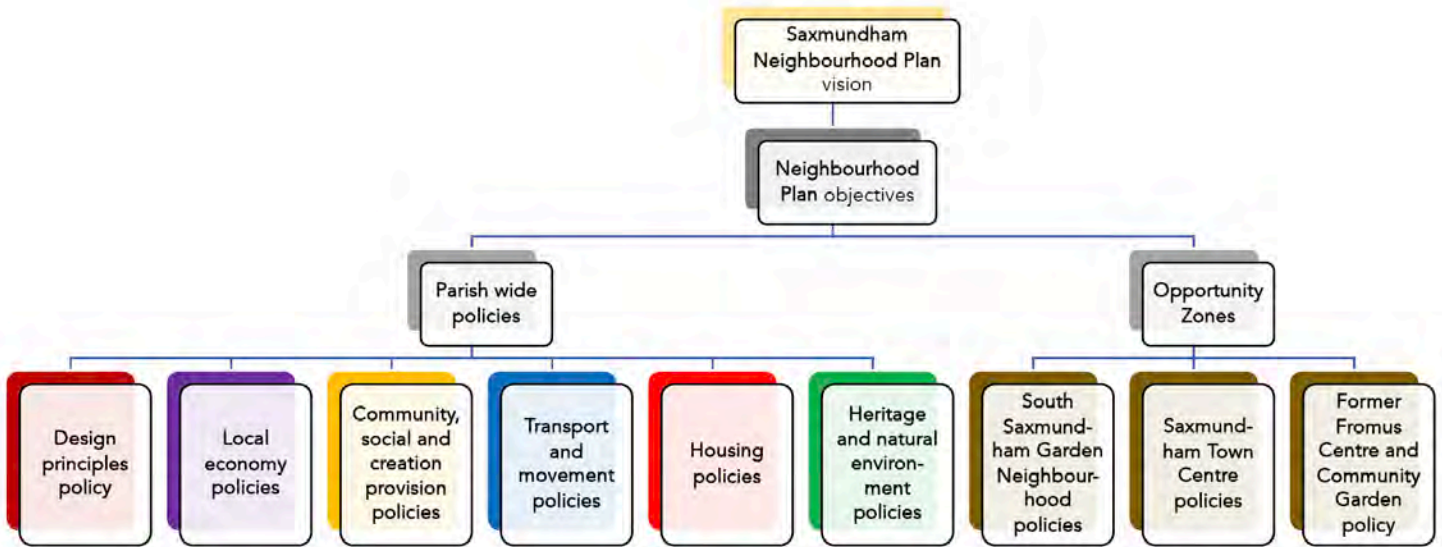 Saxmundham
Neighbourhood Plan
vision
Neighbourhood
Plan objectives
Parish wide
policies
Opportunity
Zones
Design
principles
policy
Local
economy
policies
Community,
social and
creation
provision
policies
Transport
and
movement
policies
Housing
policies
Heritage
and natural
environ-
ment
policies
South
Saxmund-
ham Garden
Neighbour-
hood
policies
Saxmund-
ham Town
Centre
policies
Former
Fromus
Centre and
Community
Garden
policy